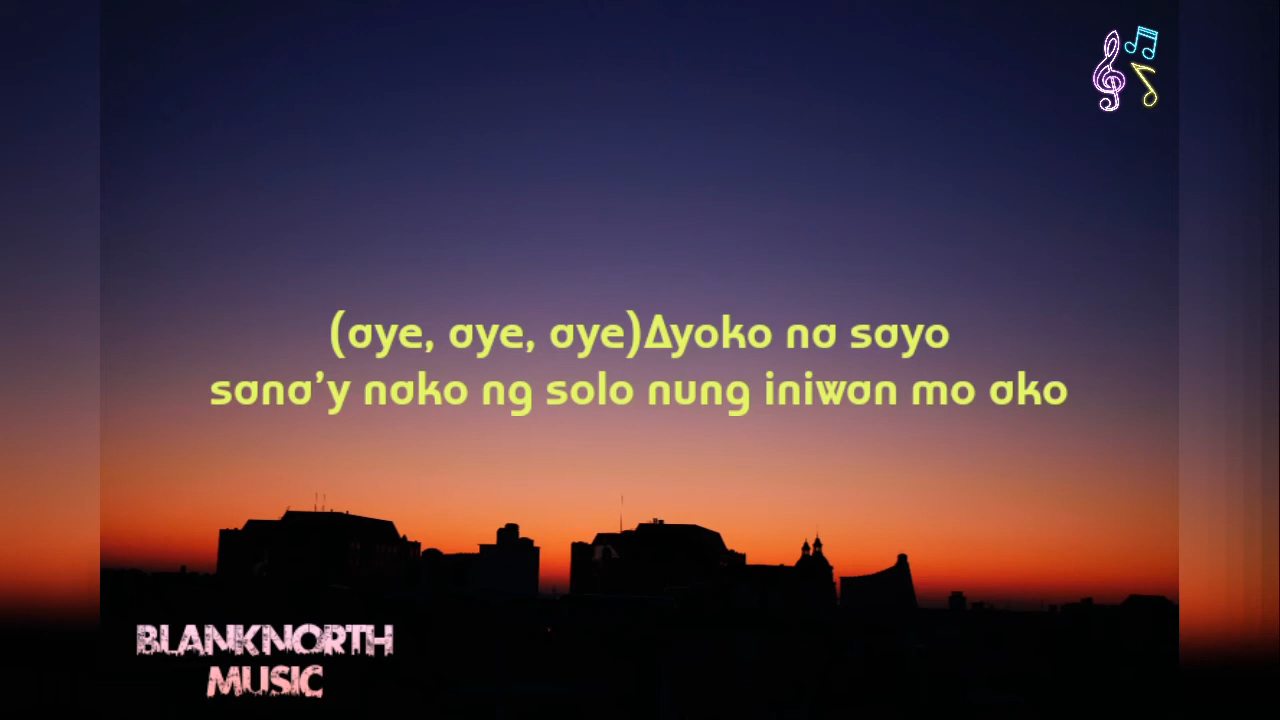 (aye, aye, aye)Ayoko na sayo
sana’y nako ng solo nung iniwan mo ako
BLANKNORTH
MUSIC